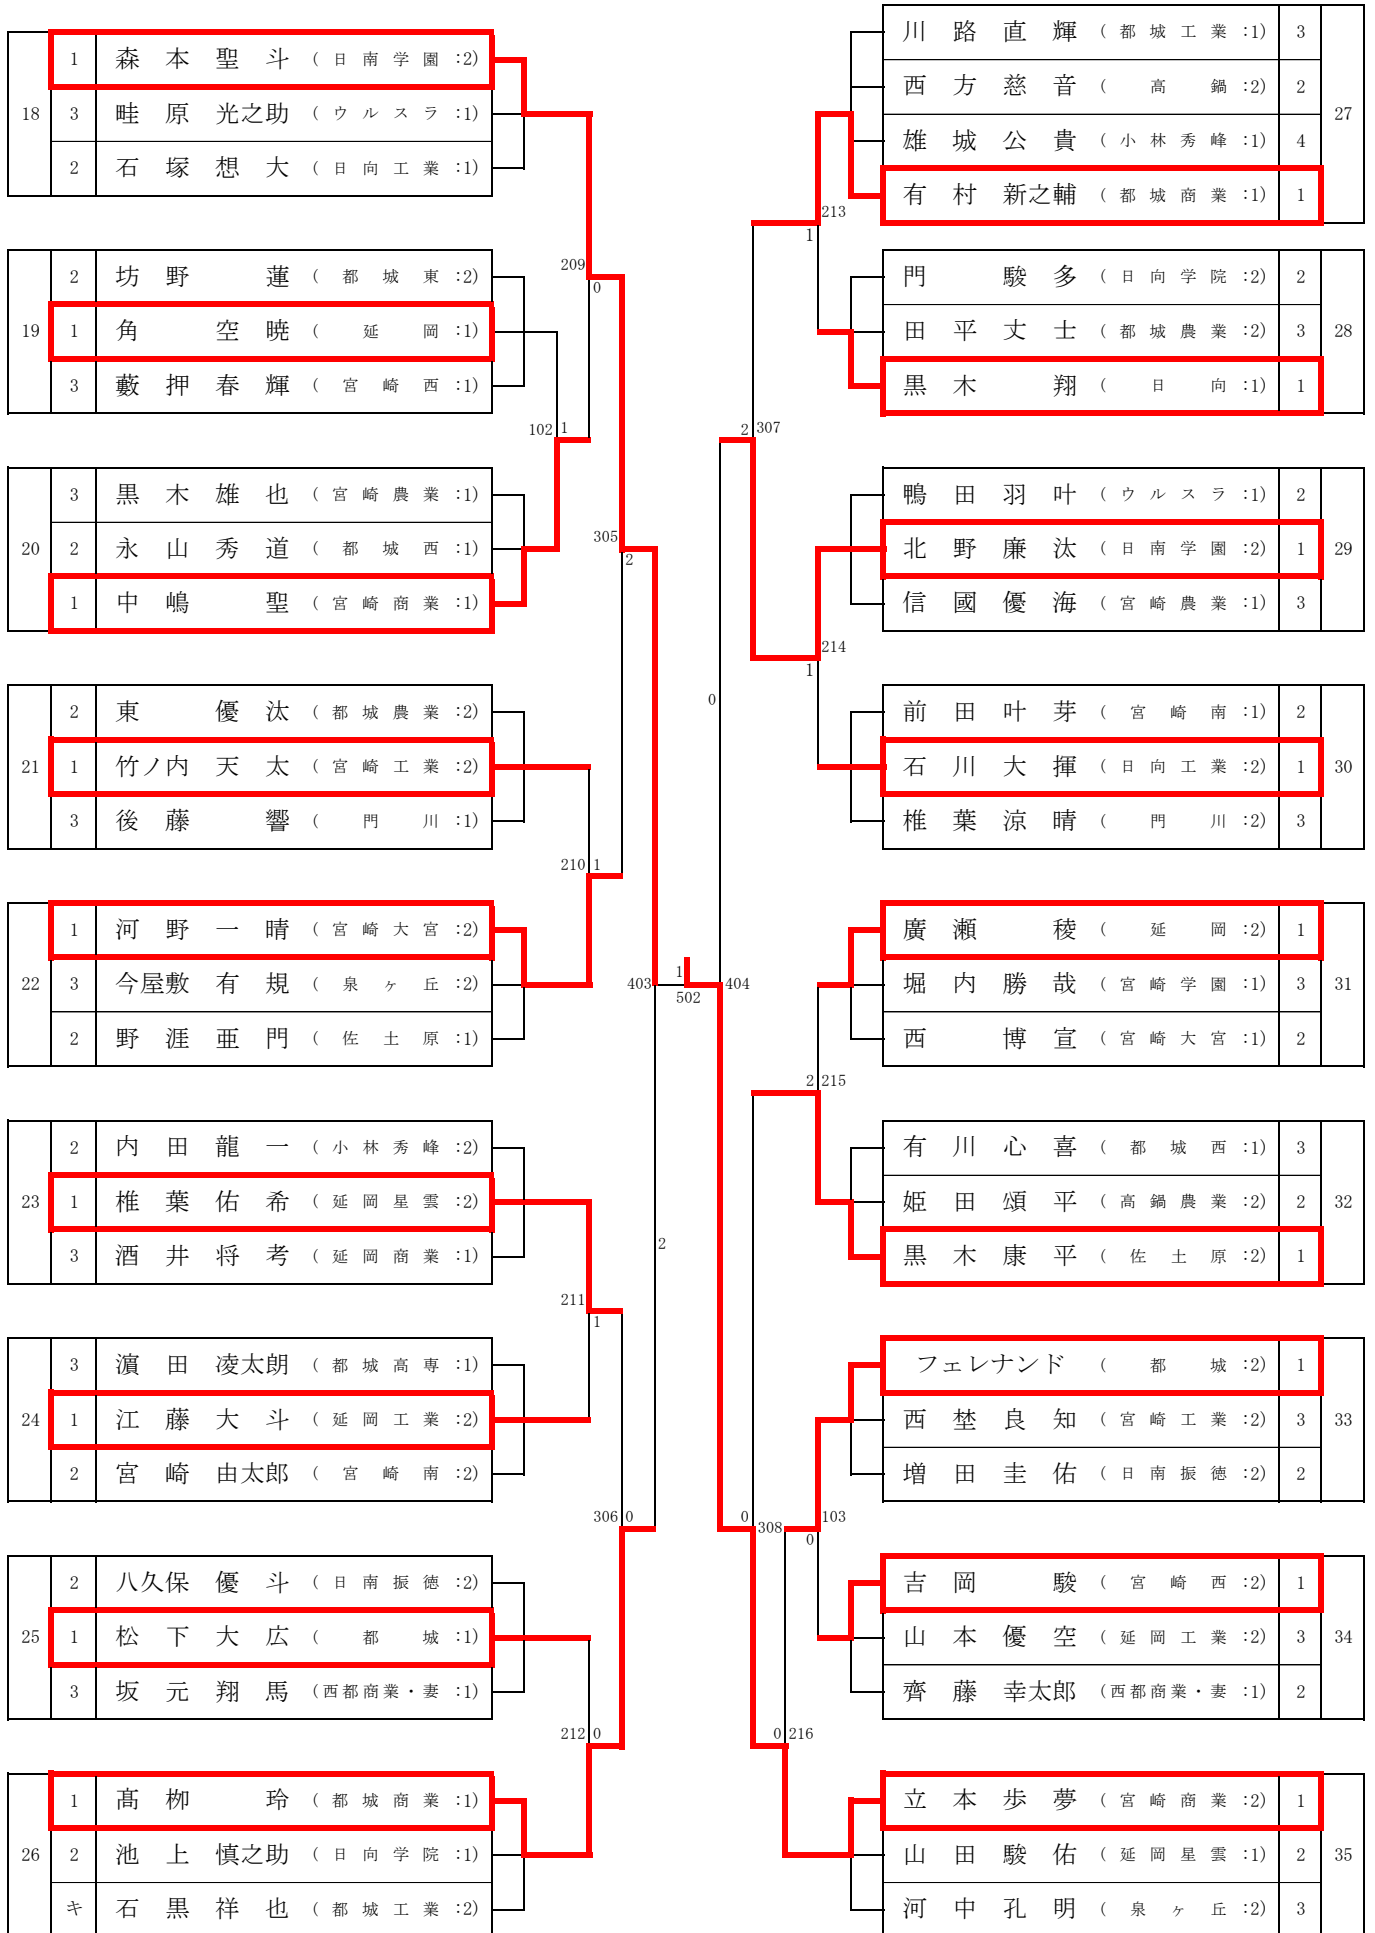 18
1 森本聖斗 (日南学園:2)
3 畦原光之助 (ウルスラ:1)
2 石塚想大 (日向工業:1)
19
2 坊野蓮 (都城東:2)
1 角空暁 (延岡:1)
3 藪押春輝 (宮崎西:1)
20
3 黒木雄也 (宮崎農業:1)
2 永山秀道 (都城西:1)
1 中嶋聖 (宮崎商業:1)
21
2 東優汰 (都城農業:2)
1 竹ノ内天太 (宮崎工業:2)
3 後藤響 (門川:1)
22
1 河野一晴 (宮崎大宮:2)
3 今屋敷有規 (泉ヶ丘:2)
2 野涯亜門 (佐土原:1)
23
2 内田龍一 (小林秀峰:2)
1 椎葉佑希 (延岡星雲:2)
3 酒井将考 (延岡商業:1)
24
3 濵田凌太朗 (都城高専:1)
1 江藤大斗 (延岡工業:2)
2 宮崎由太郎 (宮崎南:2)
25
2 八久保優斗 (日南振徳:2)
1 松下大広 (都城:1)
3 坂元翔馬 (西都商業・妻:1)
26
1 髙栁玲 (都城商業:1)
2 池上慎之助 (日向学院:1)
キ 石黒祥也 (都城工業:2)
209
0
102 1
305
2
210 1
403
2
211
1
306 0
212 0
1
502
213
1
2 307
214
1
0
404
2 215
0 308
103
0
0 216
川路直輝 (都城工業:1) 3
西方慈音 (高鍋:2) 2
雄城公貴 (小林秀峰:1) 4
有村新之輔 (都城商業:1) 1
27
門駿多 (日向学院:2) 2
田平丈士 (都城農業:2) 3
黒木翔 (日向:1) 1
28
鴨田羽叶 (ウルスラ:1) 2
北野廉汰 (日南学園:2) 1
信國優海 (宮崎農業:1) 3
29
前田叶芽 (宮崎南:1) 2
石川大揮 (日向工業:2) 1
椎葉涼晴 (門川:2) 3
30
廣瀬稜 (延岡:2) 1
堀内勝哉 (宮崎学園:1) 3
西博宣 (宮崎大宮:1) 2
31
有川心喜 (都城西:1) 3
姫田頌平 (高鍋農業:2) 2
黒木康平 (佐土原:2) 1
32
フェレナンド (都城:2) 1
西埜良知 (宮崎工業:2) 3
増田圭佑 (日南振徳:2) 2
33
吉岡駿 (宮崎西:2) 1
山本優空 (延岡工業:2) 3
齊藤幸太郎 (西都商業・妻:1) 2
34
立本歩夢 (宮崎商業:2) 1
山田駿佑 (延岡星雲:1) 2
河中孔明 (泉ヶ丘:2) 3
35